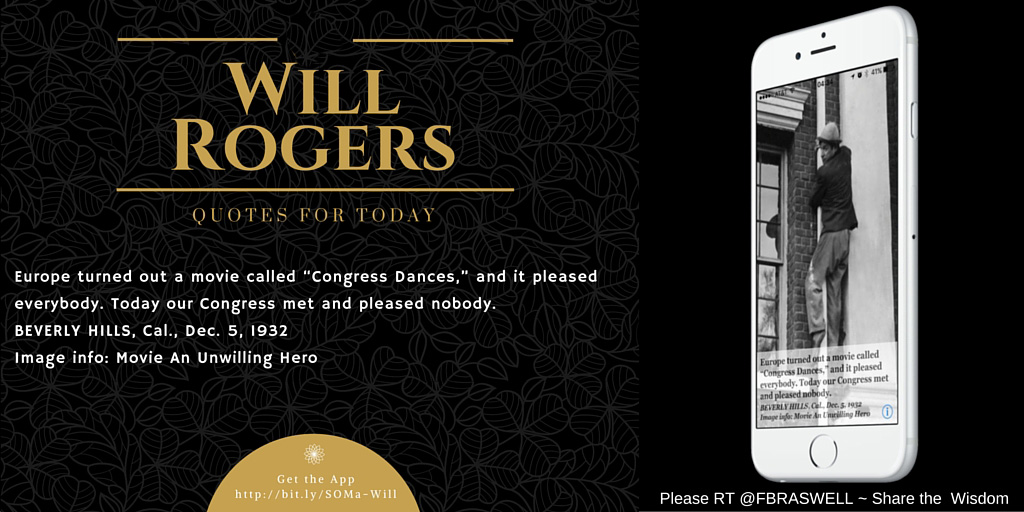 WILL
ROGERS
QUOTES FOR TODAY
Europe turned out a movie called “Congress Dances,” and it pleased
everybody. Today our Congress met and pleased nobody.
BEVERLY HILLS, Cal., Dec. 5, 1932
Image info: Movie An Unwilling Hero
Get the App
http://bit.ly/SOMa-Will
41%
Europe turned out a movie called
“Congress Dances,” and it pleased
everybody. Today our Congress met
and pleased nobody.
BEVERLY HILLS, Cal., Dec. 5, 1932
Image info: Movie An Unwilling Hero
Please RT @FBRASWELL ~ Share the  Wisdom